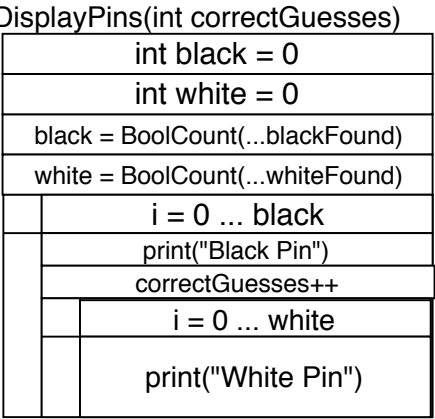 DisplayPins(int correctGuesses)
int black = 0
int white = 0
black = BoolCount(...blackFound)
white = BoolCount(...whiteFound)
i = 0 ... black
print("Black Pin")
correctGuesses++
i = 0 ... white
print("White Pin")